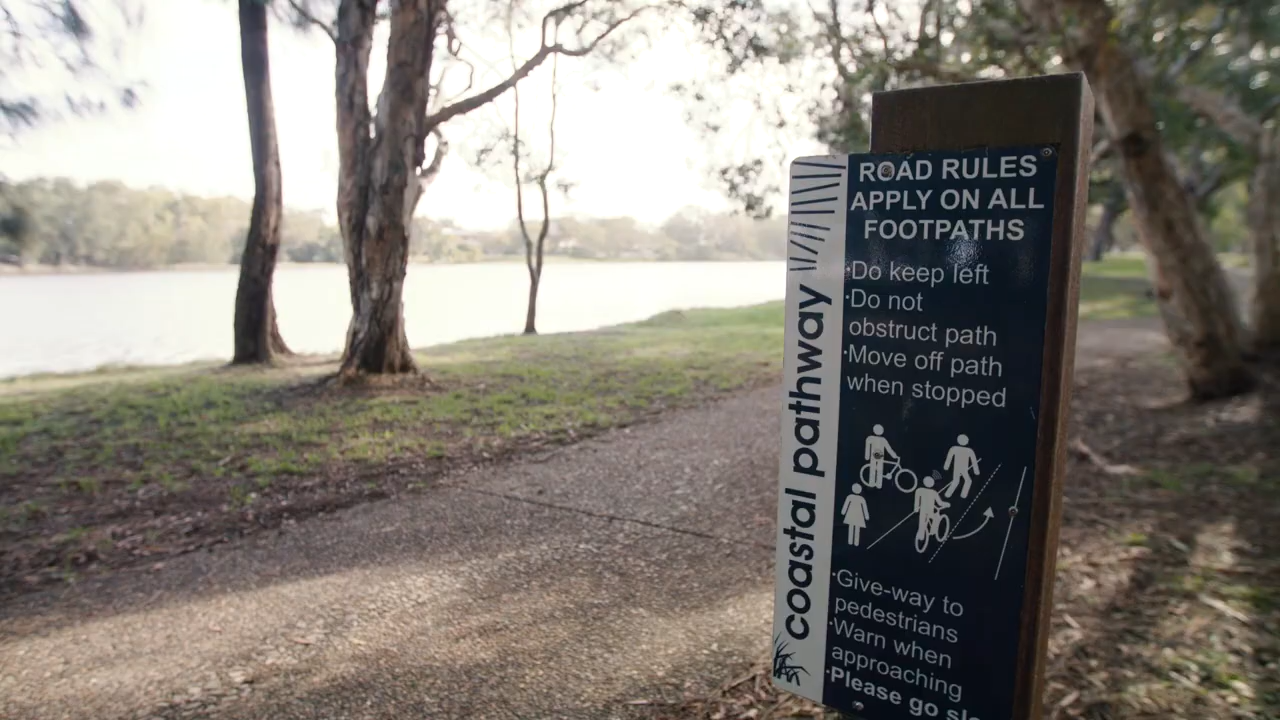 ROAD RULES
APPLY ON ALL
FOOTPATHS
·Do keep left
·Do not
obstruct path
·Move off path
when stopped
·Give-way to
pedestrians
·Warn when
approaching
·Please go
coastal pathway